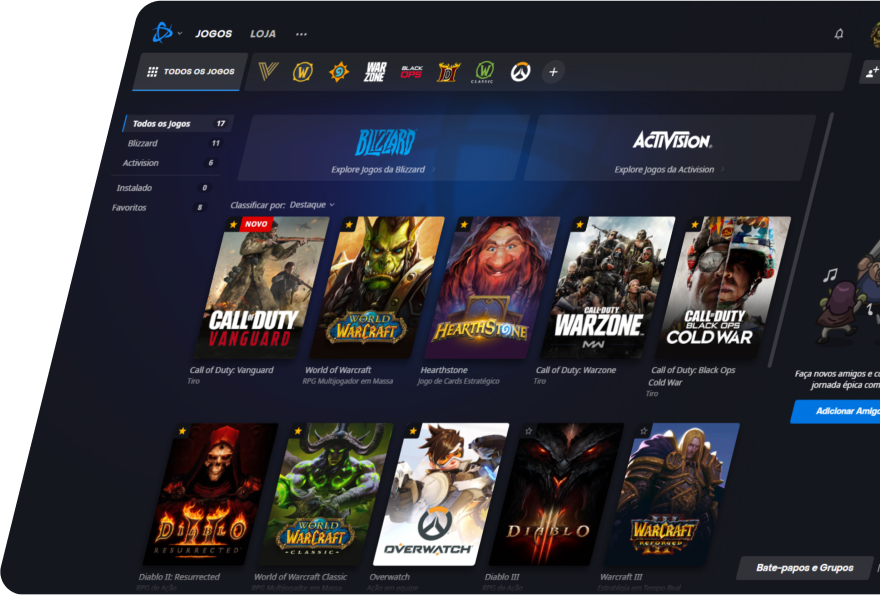 JOGOS
LOJA
...
TODOS OS JOGOS
WAR
ZONE
BLACK
OPS
II
W
CLASSIC
+
Todos os Jogos 17
Blizzard 11
Activision 6
Instalado 0
Favoritos 8
BLIZZARD
Explore Jogos da Blizzard >
ACTIVISION
Explore Jogos da Activision >
Classificar por: Destaque
NOVO
CALL OF DUTY
VANGUARD
WORLD
OF
WARCRAFT
HEARTHSTONE
CALL OF DUTY
WARZONE
MW
CALL OF DUTY
BLACK OPS
COLD WAR
Call of Duty: Vanguard
Tiro
World of Warcraft
RPG Multijogador em Massa
Hearthstone
Jogo de Cards Estratégico
Call of Duty: Warzone
Tiro
Call of Duty: Black Ops
Cold War
Tiro
Faça novos amigos e
jornada épica com
Adicionar Amigo
DIABLO
II
RESURRECTED
WORLD
OF
WARCRAFT
CLASSIC
OVERWATCH
DIABLO
III
WARCRAFT
III
REFORGED
Diablo II: Resurrected
RPG de Ação
World of Warcraft Classic
RPG Multijogador em Massa
Overwatch
Ação em equipe
Diablo III
RPG de Ação
Warcraft III
Estratégia em Tempo Real
Bate-papos e Grupos